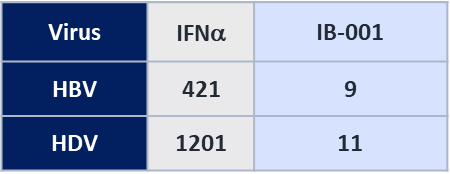 Virus IFNα IB-001
HBV 421 9
HDV 1201 11